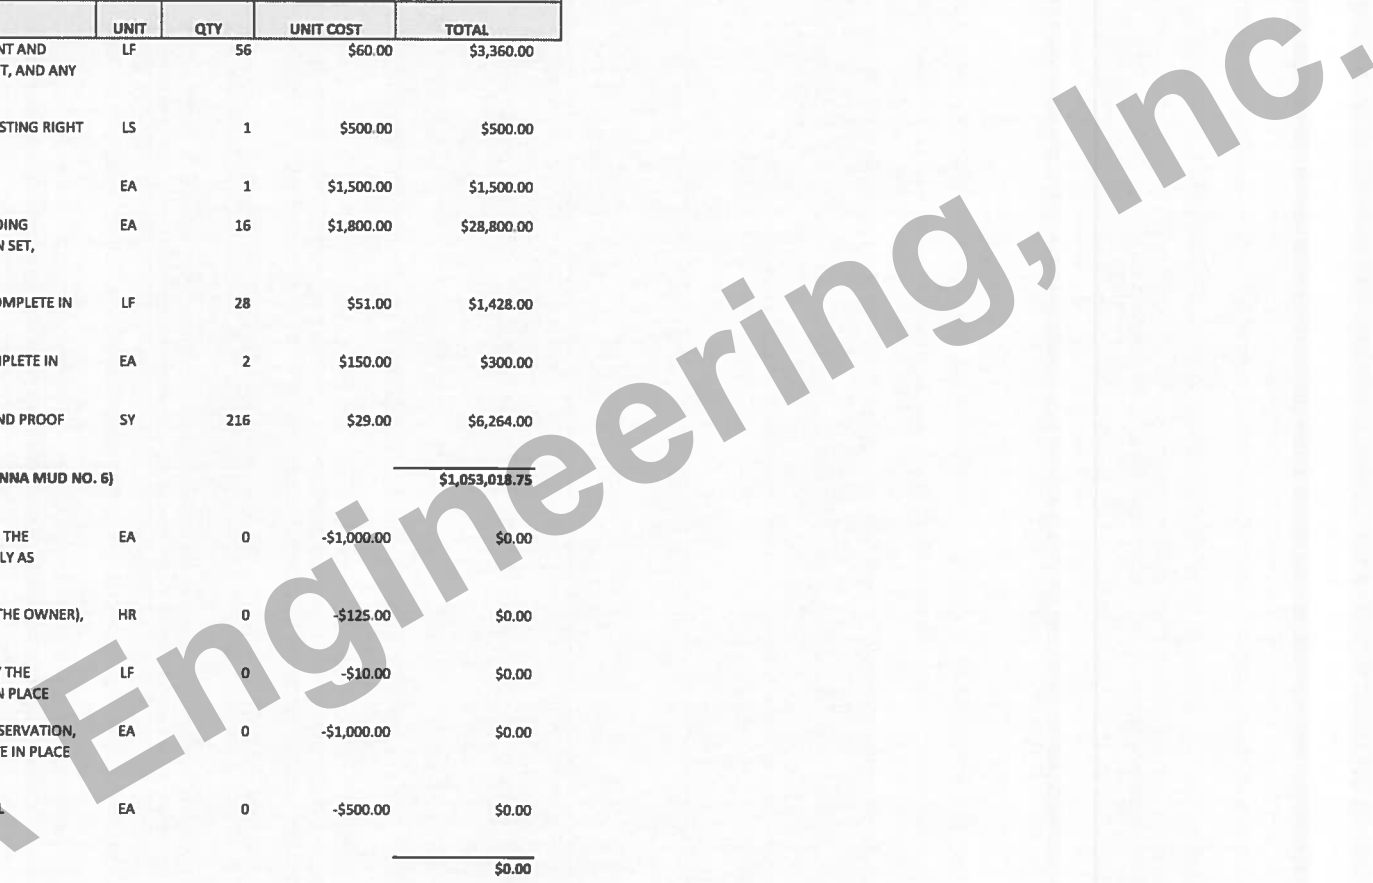 UNIT QTY UNIT COST TOTAL
NT AND LF 56 $60.00 $3,360.00
T, AND ANY
STING RIGHT LS 1 $500.00 $500.00
EA 1 $1,500.00 $1,500.00
DING EA 16 $1,800.00 $28,800.00
N SET,
OMPLETE IN LF 28 $51.00 $1,428.00
MPLETE IN EA 2 $150.00 $300.00
ND PROOF SY 216 $29.00 $6,264.00
NNA MUD NO. 6) $1,053,018.75
THE EA 0 -$1,000.00 $0.00
LY AS
THE OWNER), HR 0 -$125.00 $0.00
THE LF 0 -$10.00 $0.00
N PLACE
SERVATION, EA 0 -$1,000.00 $0.00
E IN PLACE
EA 0 -$500.00 $0.00
$0.00
Engineering, Inc.